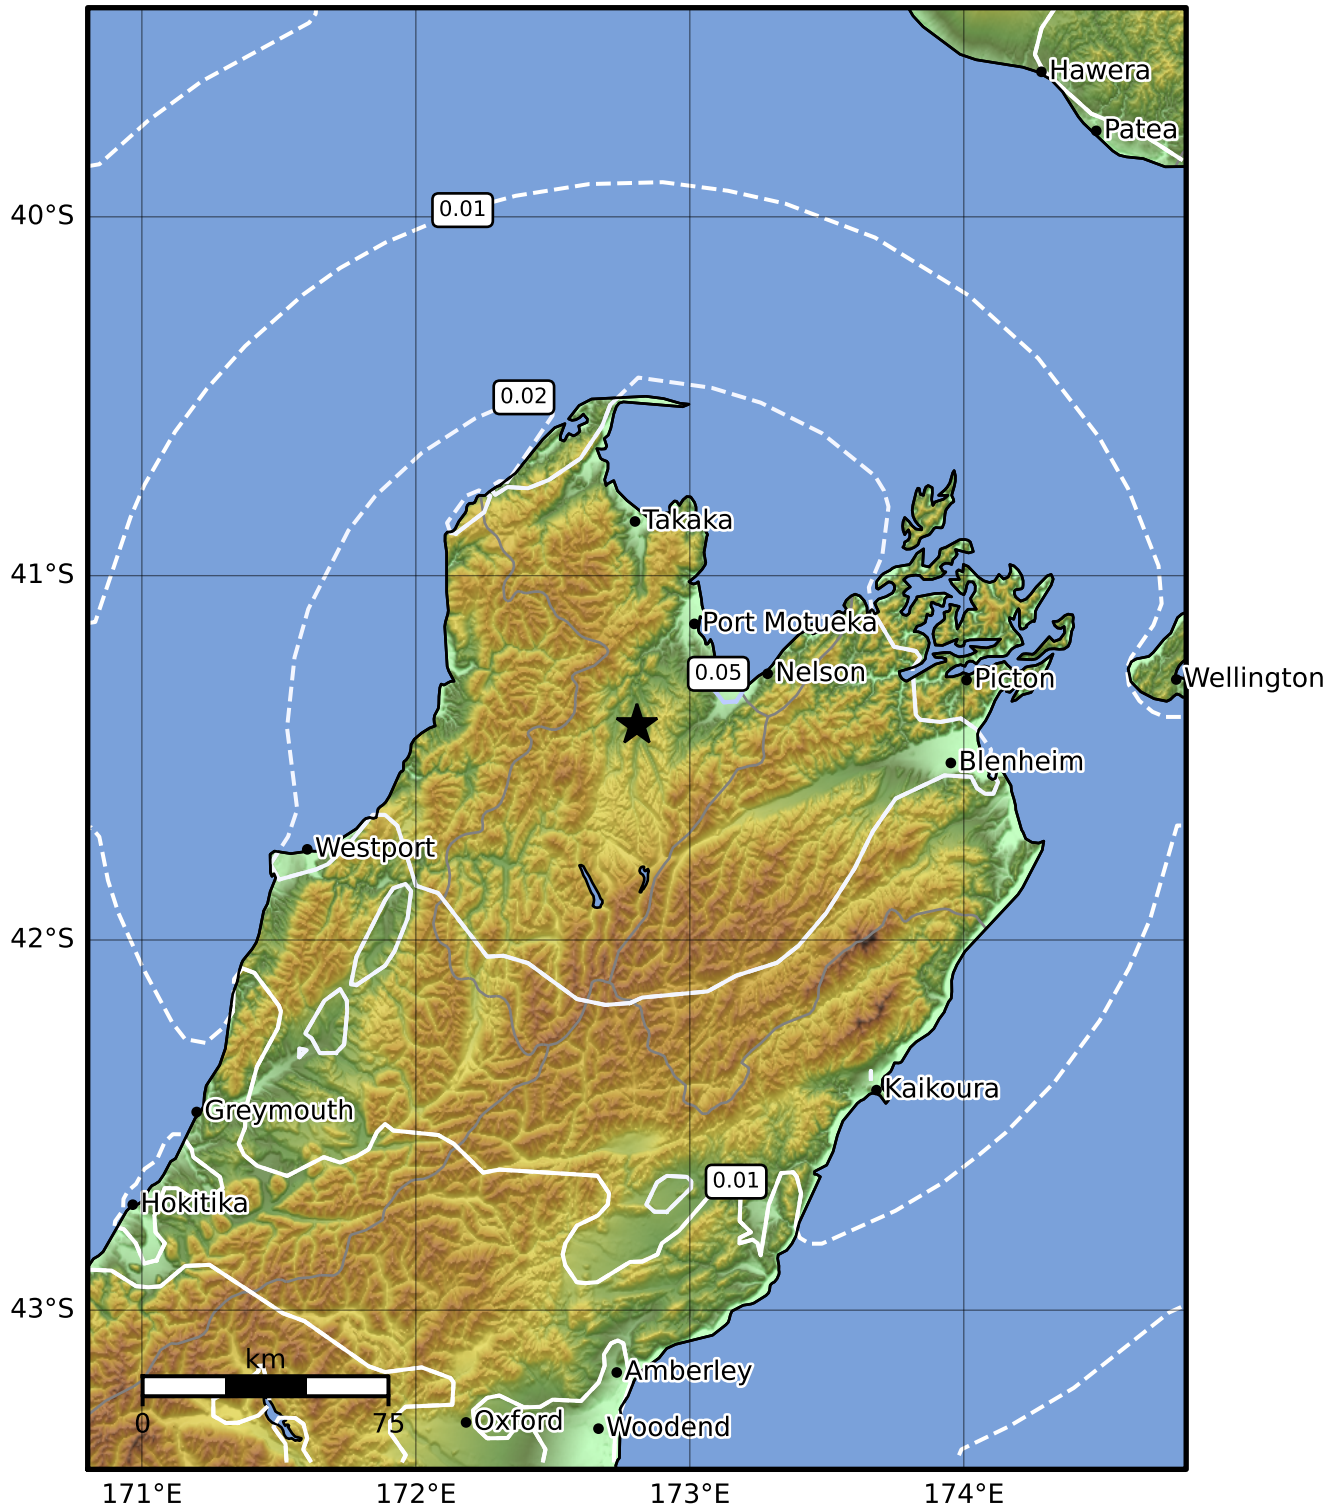 Hawera
Patea
40°S
0.01
0.02
Takaka
41°S
Port Motueka
0.05
Nelson
Picton
Wellington
Blenheim
Westport
42°S
Kaikoura
Greymouth
0.01
Hokitika
43°S
km
0
75
Amberley
Oxford
Woodend
171°E
172°E
173°E
174°E